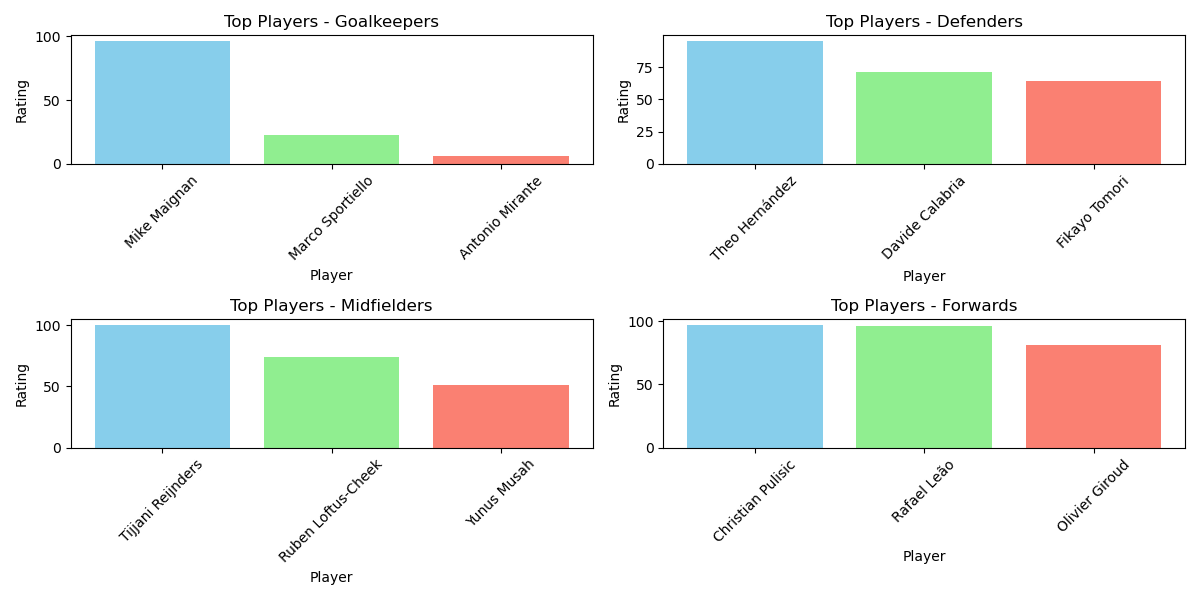 Top Players - Goalkeepers
Rating
100
50
0
Mike Maignan
Marco Sportiello
Antonio Mirante
Player
Top Players - Defenders
Rating
75
50
25
0
Theo Hernández
Davide Calabria
Fikayo Tomori
Player
Top Players - Midfielders
Rating
100
50
0
Tijjani Reijnders
Ruben Loftus-Cheek
Yunus Musah
Player
Top Players - Forwards
Rating
100
50
0
Christian Pulisic
Rafael Leão
Olivier Giroud
Player